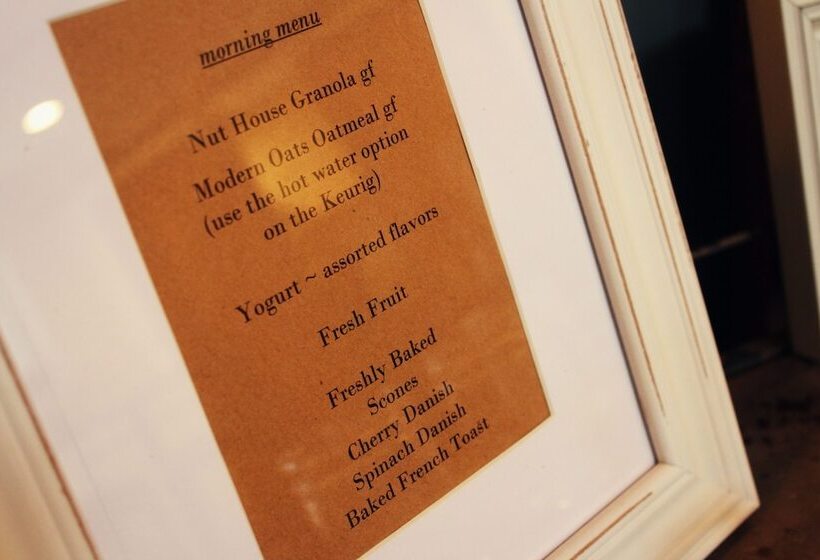 morning menu
Nut House Granola gf
Modern Oats Oatmeal gf
(use the hot water option
on the Keurig)
Yogurt ~ assorted flavors
Fresh Fruit
Freshly Baked
Scones
Cherry Danish
Spinach Danish
Baked French Toast